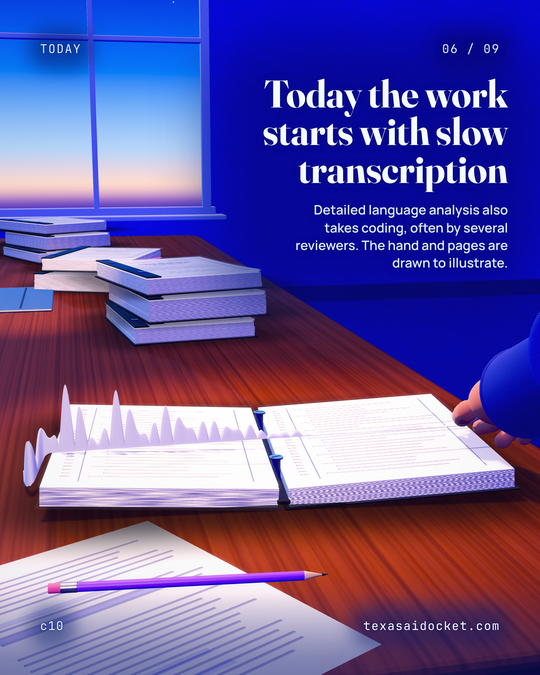 TODAY
06 / 09
Today the work
starts with slow
transcription
Detailed language analysis also
takes coding, often by several
reviewers. The hand and pages are
drawn to illustrate.
c10
texasaidocket.com